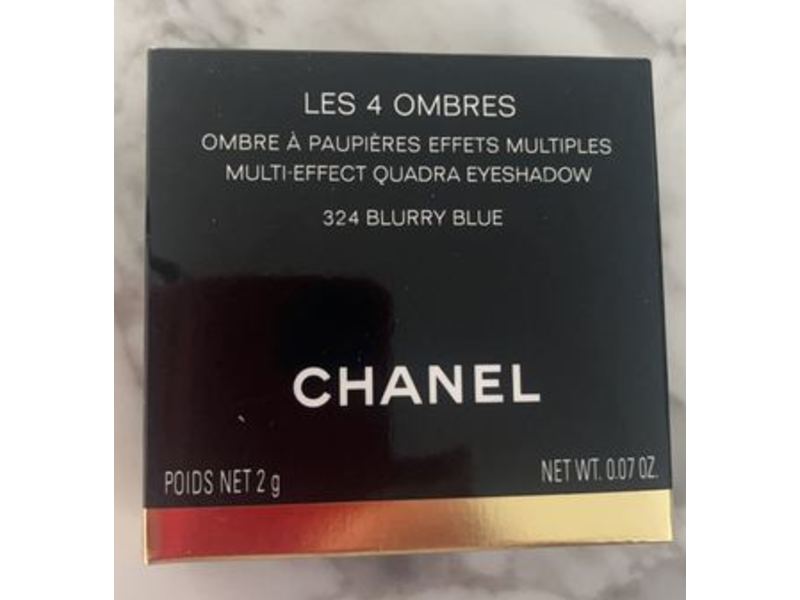 LES 4 OMBRES
OMBRE À PAUPIÈRES EFFETS MULTIPLES
MULTI-EFFECT QUADRA EYESHADOW
324 BLURRY BLUE
CHANEL
POIDS NET 2 g
NET WT. 0.07 OZ.